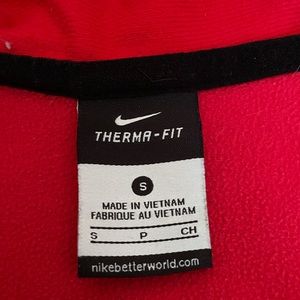 THERMA-FIT
S
MADE IN VIETNAM
FABRIQUE AU VIETNAM
S P CH
nikebetterworld.com